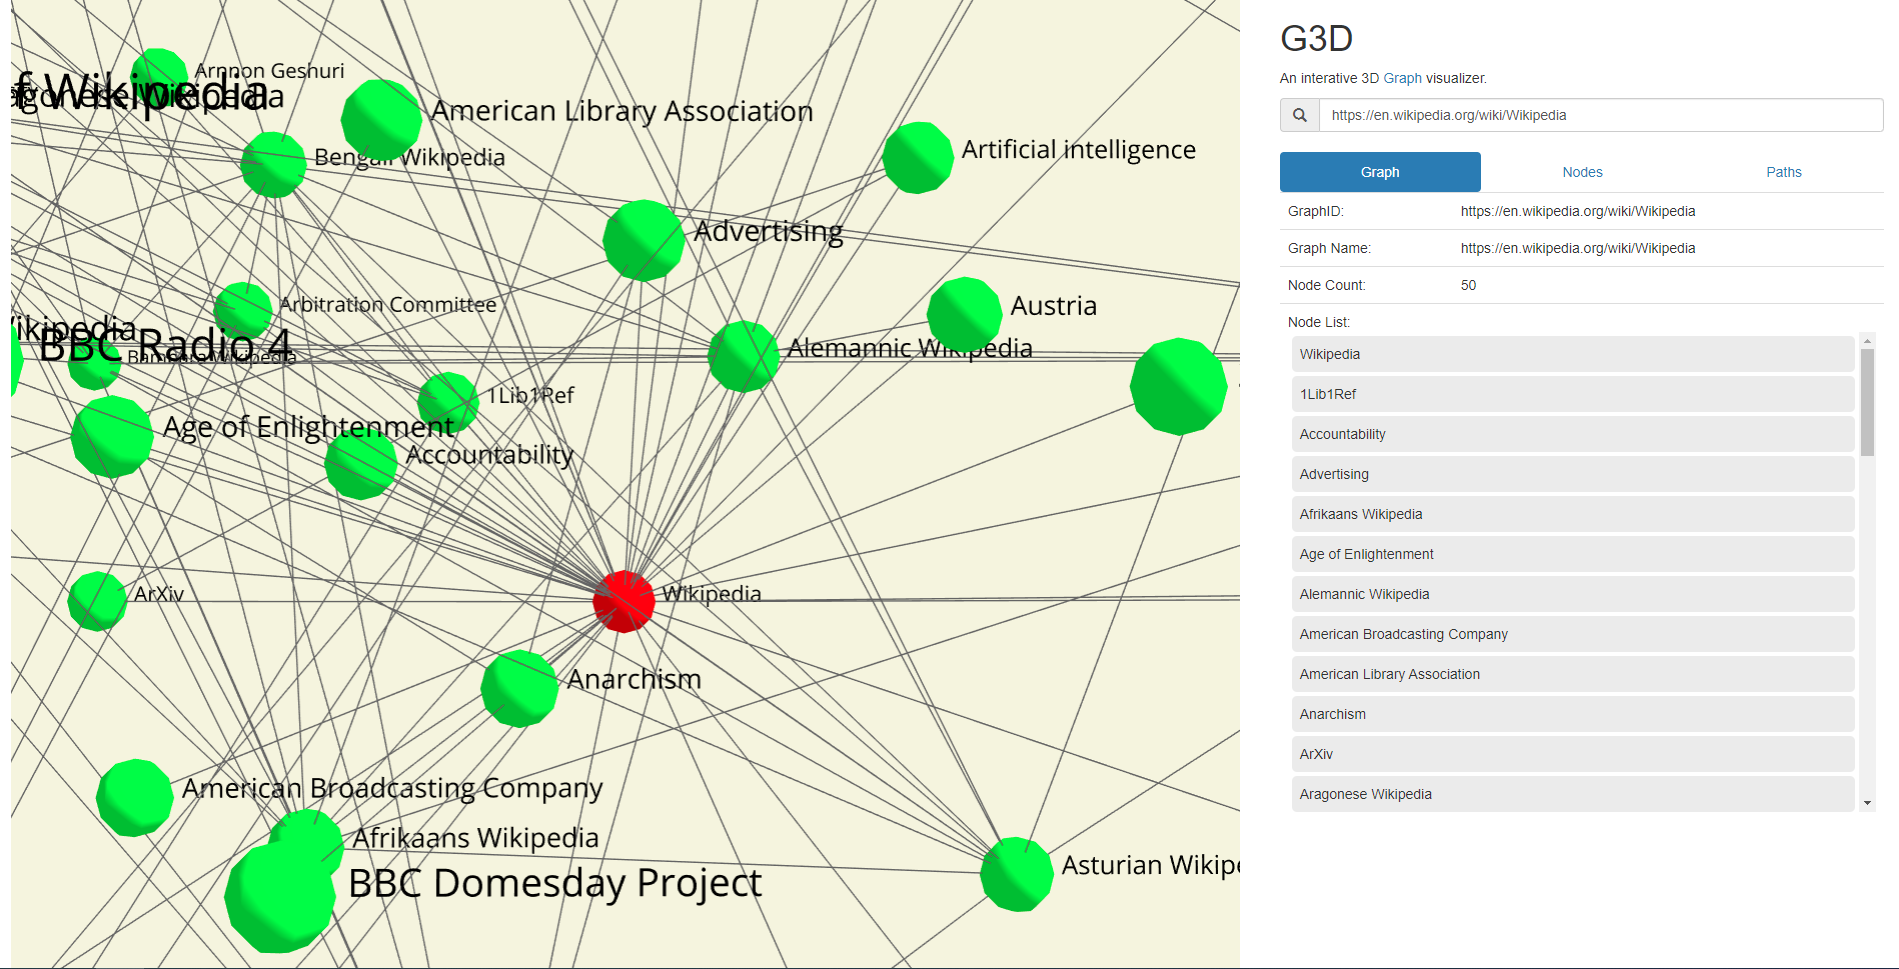 Arnnon Geshuri
f Wikipedia
Wikipedia
American Library Association
Bengali Wikipedia
Artificial intelligence
Advertising
Arbitration Committee
Austria
Wikipedia
BBC Radio 4
Bambara Wikipedia
Alemannic Wikipedia
1Lib1Ref
Age of Enlightenment
Accountability
ArXiv
Wikipedia
Anarchism
American Broadcasting Company
Afrikaans Wikipedia
BBC Domesday Project
Asturian Wikipe
G3D
An interative 3D Graph visualizer.
https://en.wikipedia.org/wiki/Wikipedia
Graph Nodes Paths
GraphID: https://en.wikipedia.org/wiki/Wikipedia
Graph Name: https://en.wikipedia.org/wiki/Wikipedia
Node Count: 50
Node List:
Wikipedia
1Lib1Ref
Accountability
Advertising
Afrikaans Wikipedia
Age of Enlightenment
Alemannic Wikipedia
American Broadcasting Company
American Library Association
Anarchism
ArXiv
Aragonese Wikipedia